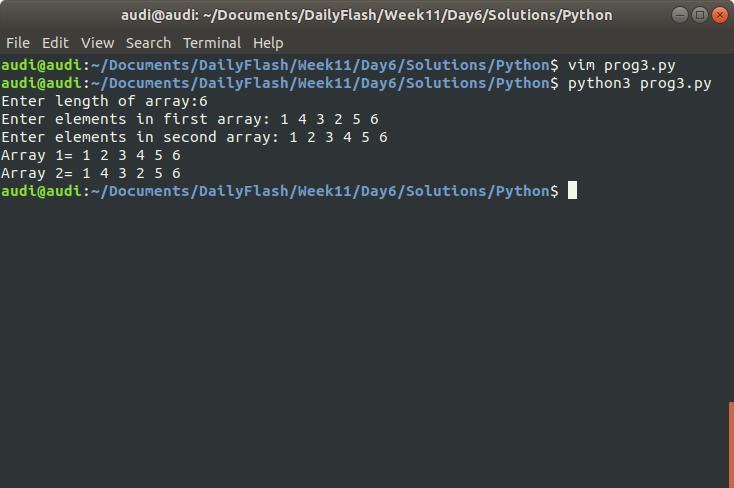 audi@audi: ~/Documents/DailyFlash/Week11/Day6/Solutions/Python
File Edit View Search Terminal Help
audi@audi:~/Documents/DailyFlash/Week11/Day6/Solutions/Python$ vim prog3.py
audi@audi:~/Documents/DailyFlash/Week11/Day6/Solutions/Python$ python3 prog3.py
Enter length of array:6
Enter elements in first array: 1 4 3 2 5 6
Enter elements in second array: 1 2 3 4 5 6
Array 1= 1 2 3 4 5 6
Array 2= 1 4 3 2 5 6
audi@audi:~/Documents/DailyFlash/Week11/Day6/Solutions/Python$